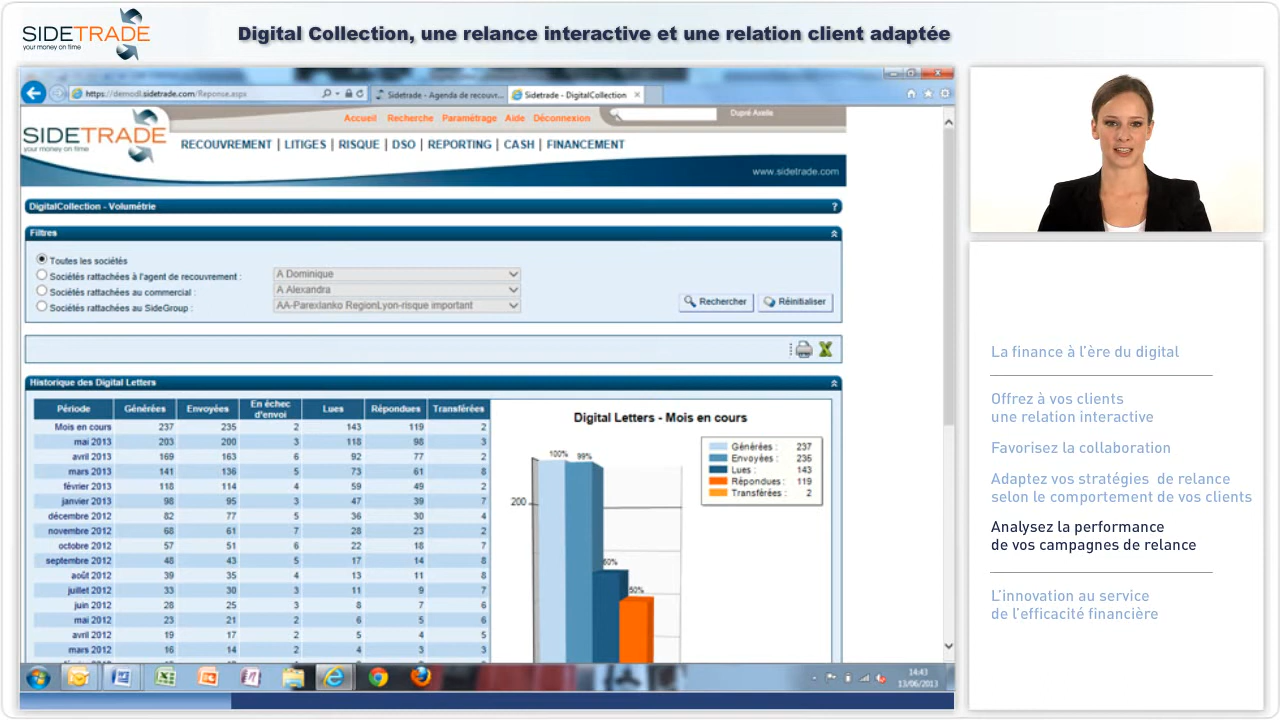 SIDETRADE
your money on time
Digital Collection, une relance interactive et une relation client adaptée
https://demodl.sidetrade.com/Reponse.aspx
Sidetrade - Agenda de recouvr...
Sidetrade - DigitalCollection
Accueil Recherche Paramétrage Aide Déconnexion
Dupré Axelle
SIDETRADE
your money on time
RECOUVREMENT | LITIGES | RISQUE | DSO | REPORTING | CASH | FINANCEMENT
www.sidetrade.com
DigitalCollection - Volumétrie ?
Filtres
Toutes les sociétés
Sociétés rattachées à l'agent de recouvrement : A Dominique
Sociétés rattachées au commercial : A Alexandra
Sociétés rattachées au SideGroup : AA-Parexlanko RegionLyon-risque important
Rechercher Réinitialiser
Historique des Digital Letters
Période Générées Envoyées En échec d'envoi Lues Répondues Transférées
Mois en cours 237 235 2 143 119 2
mai 2013 203 200 3 118 98 3
avril 2013 169 163 6 92 77 2
mars 2013 141 136 5 73 61 8
février 2013 118 114 4 59 49 2
janvier 2013 98 95 3 47 39 7
décembre 2012 82 77 5 36 30 4
novembre 2012 68 61 7 28 23 2
octobre 2012 57 51 6 22 18 7
septembre 2012 48 43 5 17 14 8
août 2012 39 35 4 13 11 8
juillet 2012 33 30 3 11 9 7
juin 2012 28 25 3 8 7 6
mai 2012 23 21 2 6 5 6
avril 2012 19 17 2 5 4 5
mars 2012 16 14 2 4 3 3
Digital Letters - Mois en cours
Générées : 237
Envoyées : 236
Lues : 143
Répondues : 119
Transférées : 2
100% 99%
200
60%
50%
14:43
13/06/2013
La finance à l'ère du digital
Offrez à vos clients
une relation interactive
Favorisez la collaboration
Adaptez vos stratégies de relance
selon le comportement de vos clients
Analysez la performance
de vos campagnes de relance
L'innovation au service
de l'efficacité financière